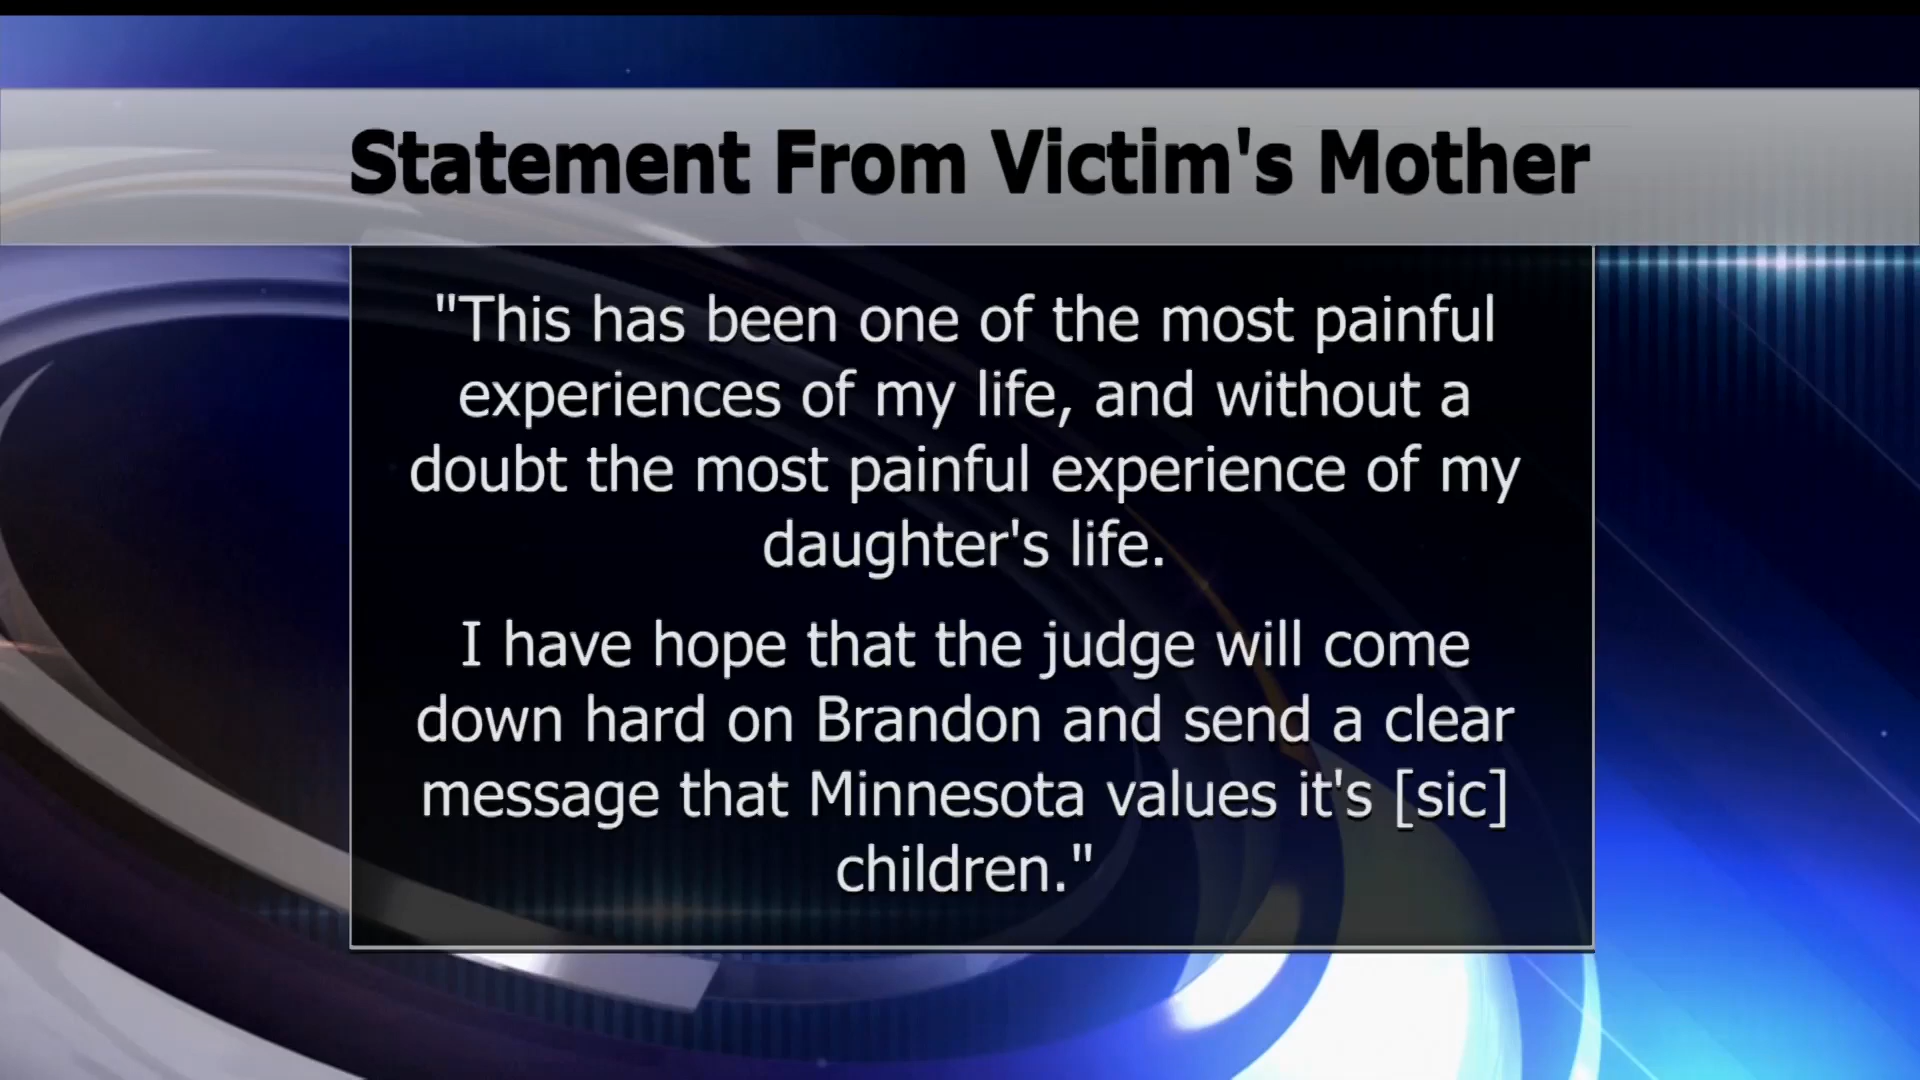 Statement From Victim's Mother
"This has been one of the most painful
experiences of my life, and without a
doubt the most painful experience of my
daughter's life.
I have hope that the judge will come
down hard on Brandon and send a clear
message that Minnesota values it's [sic]
children."